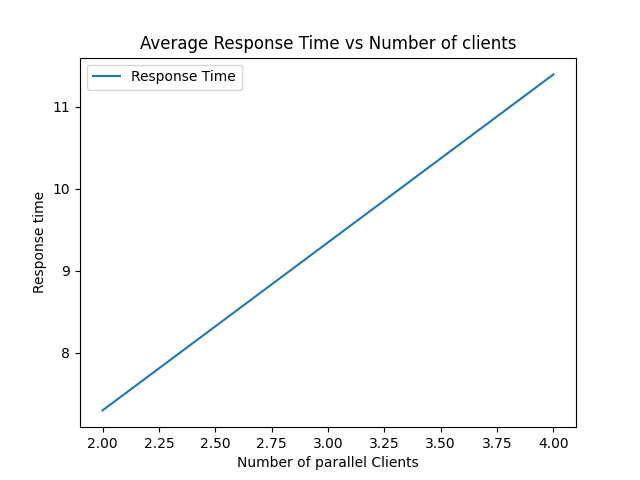 Average Response Time vs Number of clients
Response Time
11
10
9
8
Response time
2.00 2.25 2.50 2.75 3.00 3.25 3.50 3.75 4.00
Number of parallel Clients